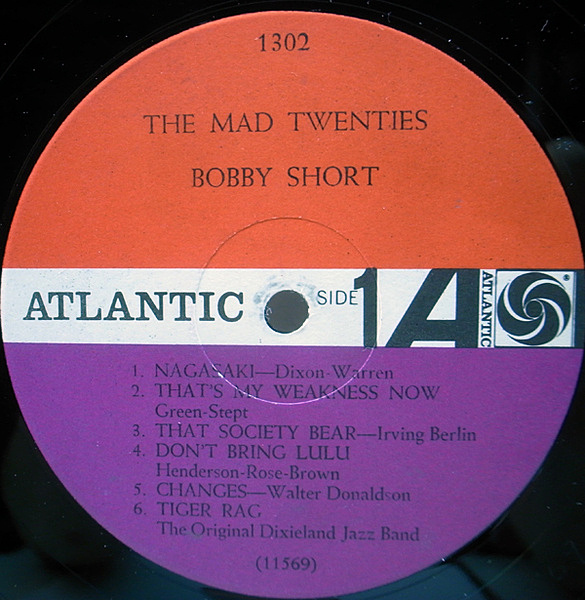 1302
THE MAD TWENTIES
BOBBY SHORT
ATLANTIC SIDE 1 A ATLANTIC ®
1. NAGASAKI—Dixon-Warren
2. THAT'S MY WEAKNESS NOW
Green-Stept
3. THAT SOCIETY BEAR—Irving Berlin
4. DON'T BRING LULU
Henderson-Rose-Brown
5. CHANGES—Walter Donaldson
6. TIGER RAG
The Original Dixieland Jazz Band
(11569)